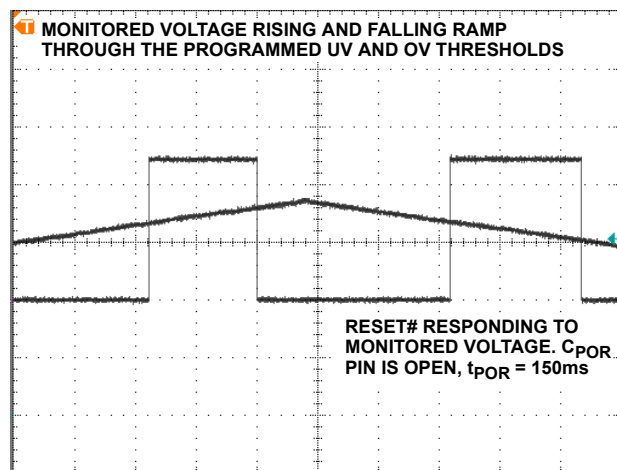 T MONITORED VOLTAGE RISING AND FALLING RAMP
THROUGH THE PROGRAMMED UV AND OV THRESHOLDS
RESET# RESPONDING TO
MONITORED VOLTAGE. CPOR
PIN IS OPEN, tPOR = 150ms